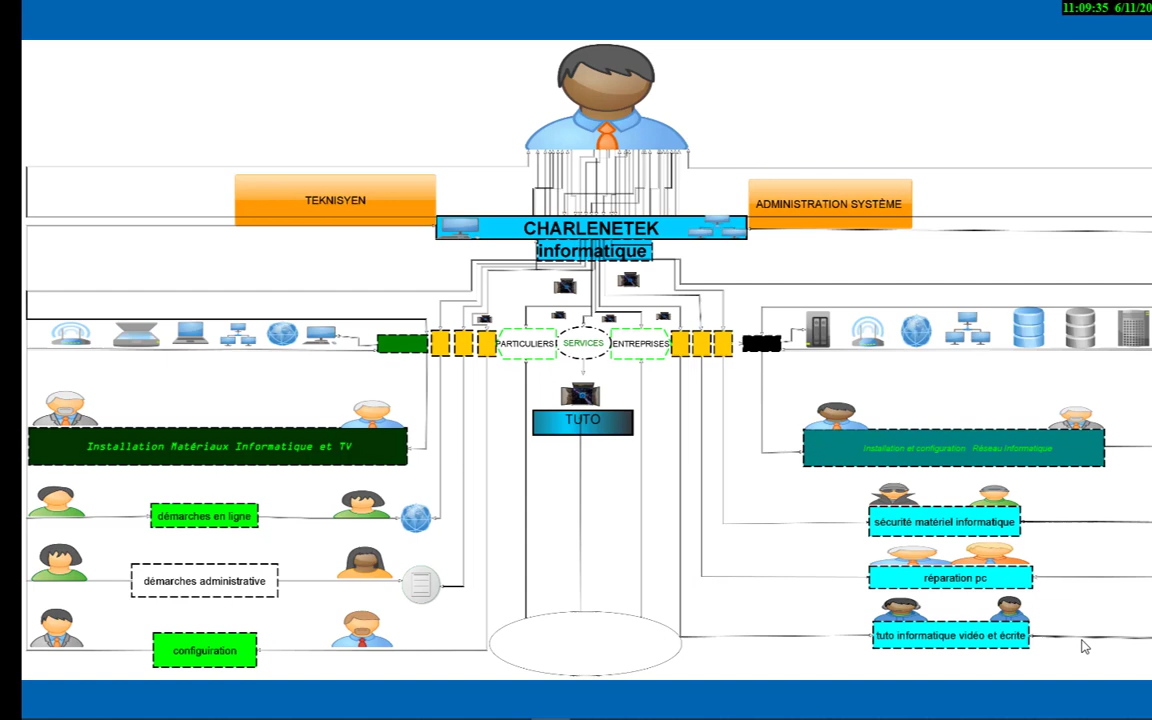 11:09:35 6/11/20
TEKNISYEN
ADMINISTRATION SYSTÈME
CHARLENETEK
informatique
PARTICULIERS
SERVICES
ENTREPRISES
TUTO
Installation Matériaux Informatique et TV
Installation et configuration Réseau Informatique
démarches en ligne
sécurité matériel informatique
démarches administrative
réparation pc
configuiration
tuto informatique vidéo et écrite